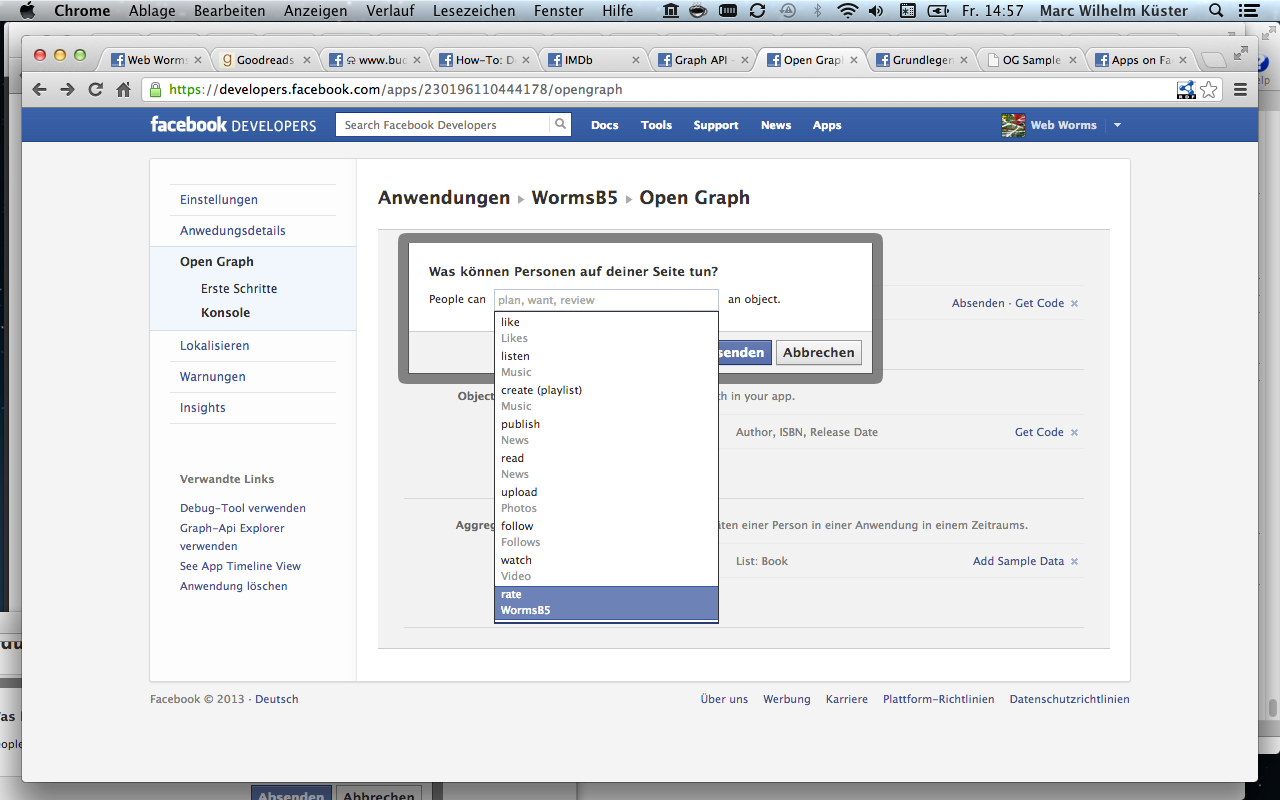 Chrome Ablage Bearbeiten Anzeigen Verlauf Lesezeichen Fenster Hilfe Fr. 14:57 Marc Wilhelm Küster
Web Worms Goodreads www.buc How-To: D IMDb Graph API - Open Graph Grundlegen OG Sample Apps on Fa
https://developers.facebook.com/apps/230196110444178/opengraph
facebook DEVELOPERS Search Facebook Developers Docs Tools Support News Apps Web Worms
Einstellungen
Anwedungsdetails
Open Graph
Erste Schritte
Konsole
Lokalisieren
Warnungen
Insights
Verwandte Links
Debug-Tool verwenden
Graph-Api Explorer
verwenden
See App Timeline View
Anwendung löschen
Anwendungen ▸ WormsB5 ▸ Open Graph
Was können Personen auf deiner Seite tun?
People can plan, want, review an object.
Absenden · Get Code ×
like
Likes
listen
Music
senden Abbrechen
create (playlist)
Music
Object ch in your app.
publish
News
Author, ISBN, Release Date Get Code ×
read
News
upload
Photos
follow
Follows
Aggreg äten einer Person in einer Anwendung in einem Zeitraums.
watch
Video
List: Book Add Sample Data ×
rate
WormsB5
Facebook © 2013 · Deutsch Über uns Werbung Karriere Plattform-Richtlinien Datenschutzrichtlinien
Absenden Abbrechen